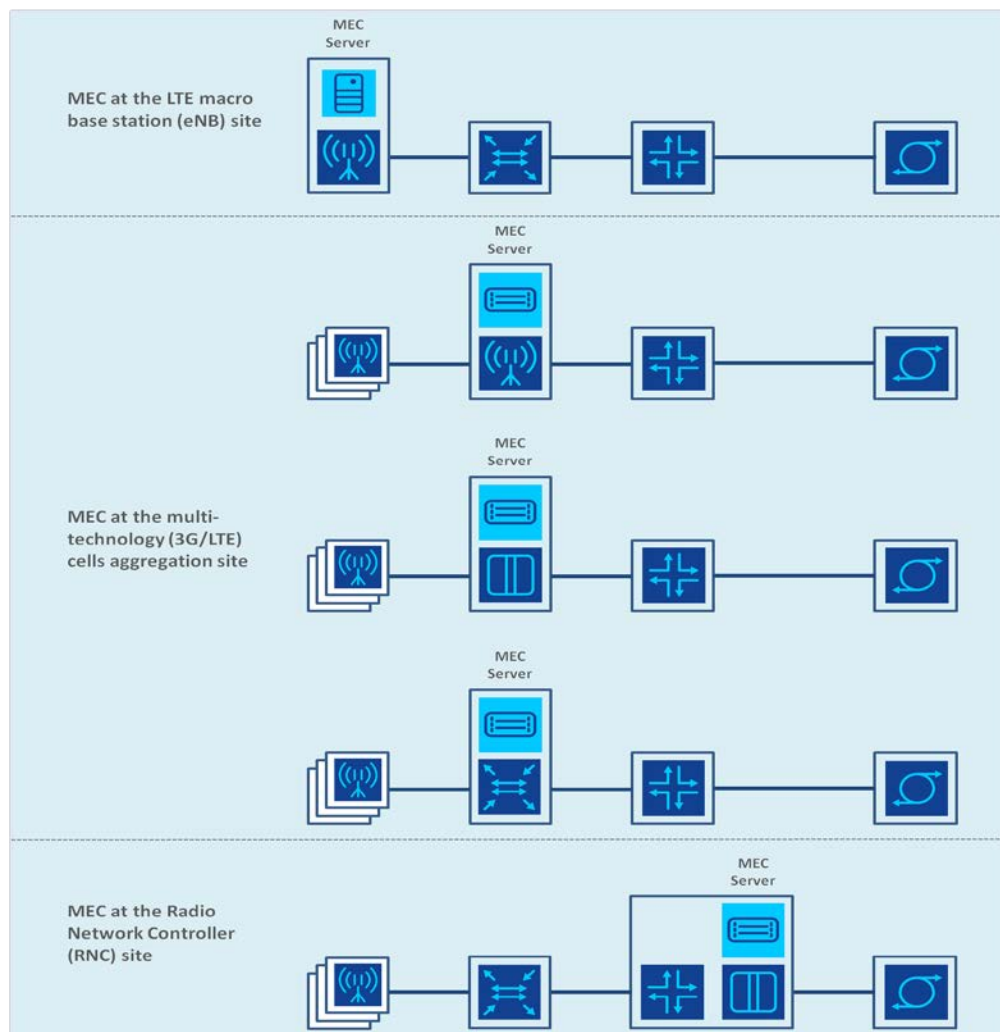 MEC
Server
MEC at the LTE macro
base station (eNB) site
MEC
Server
MEC
Server
MEC at the multi-
technology (3G/LTE)
cells aggregation site
MEC
Server
MEC
Server
MEC at the Radio
Network Controller
(RNC) site